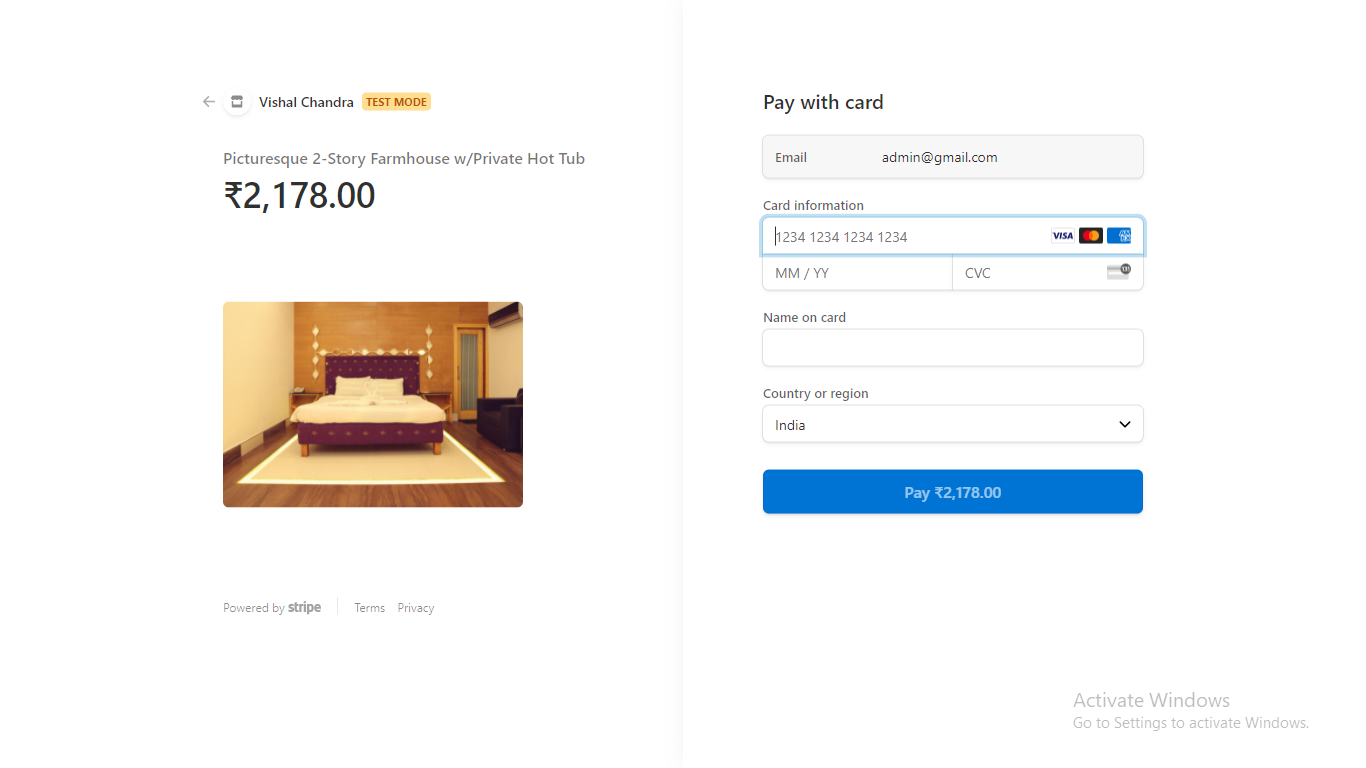 Vishal Chandra TEST MODE
Picturesque 2-Story Farmhouse w/Private Hot Tub
₹2,178.00
Powered by stripe
Terms Privacy
Pay with card
Email admin@gmail.com
Card information
1234 1234 1234 1234 VISA
MM / YY CVC
Name on card
Country or region
India
Pay ₹2,178.00
Activate Windows
Go to Settings to activate Windows.